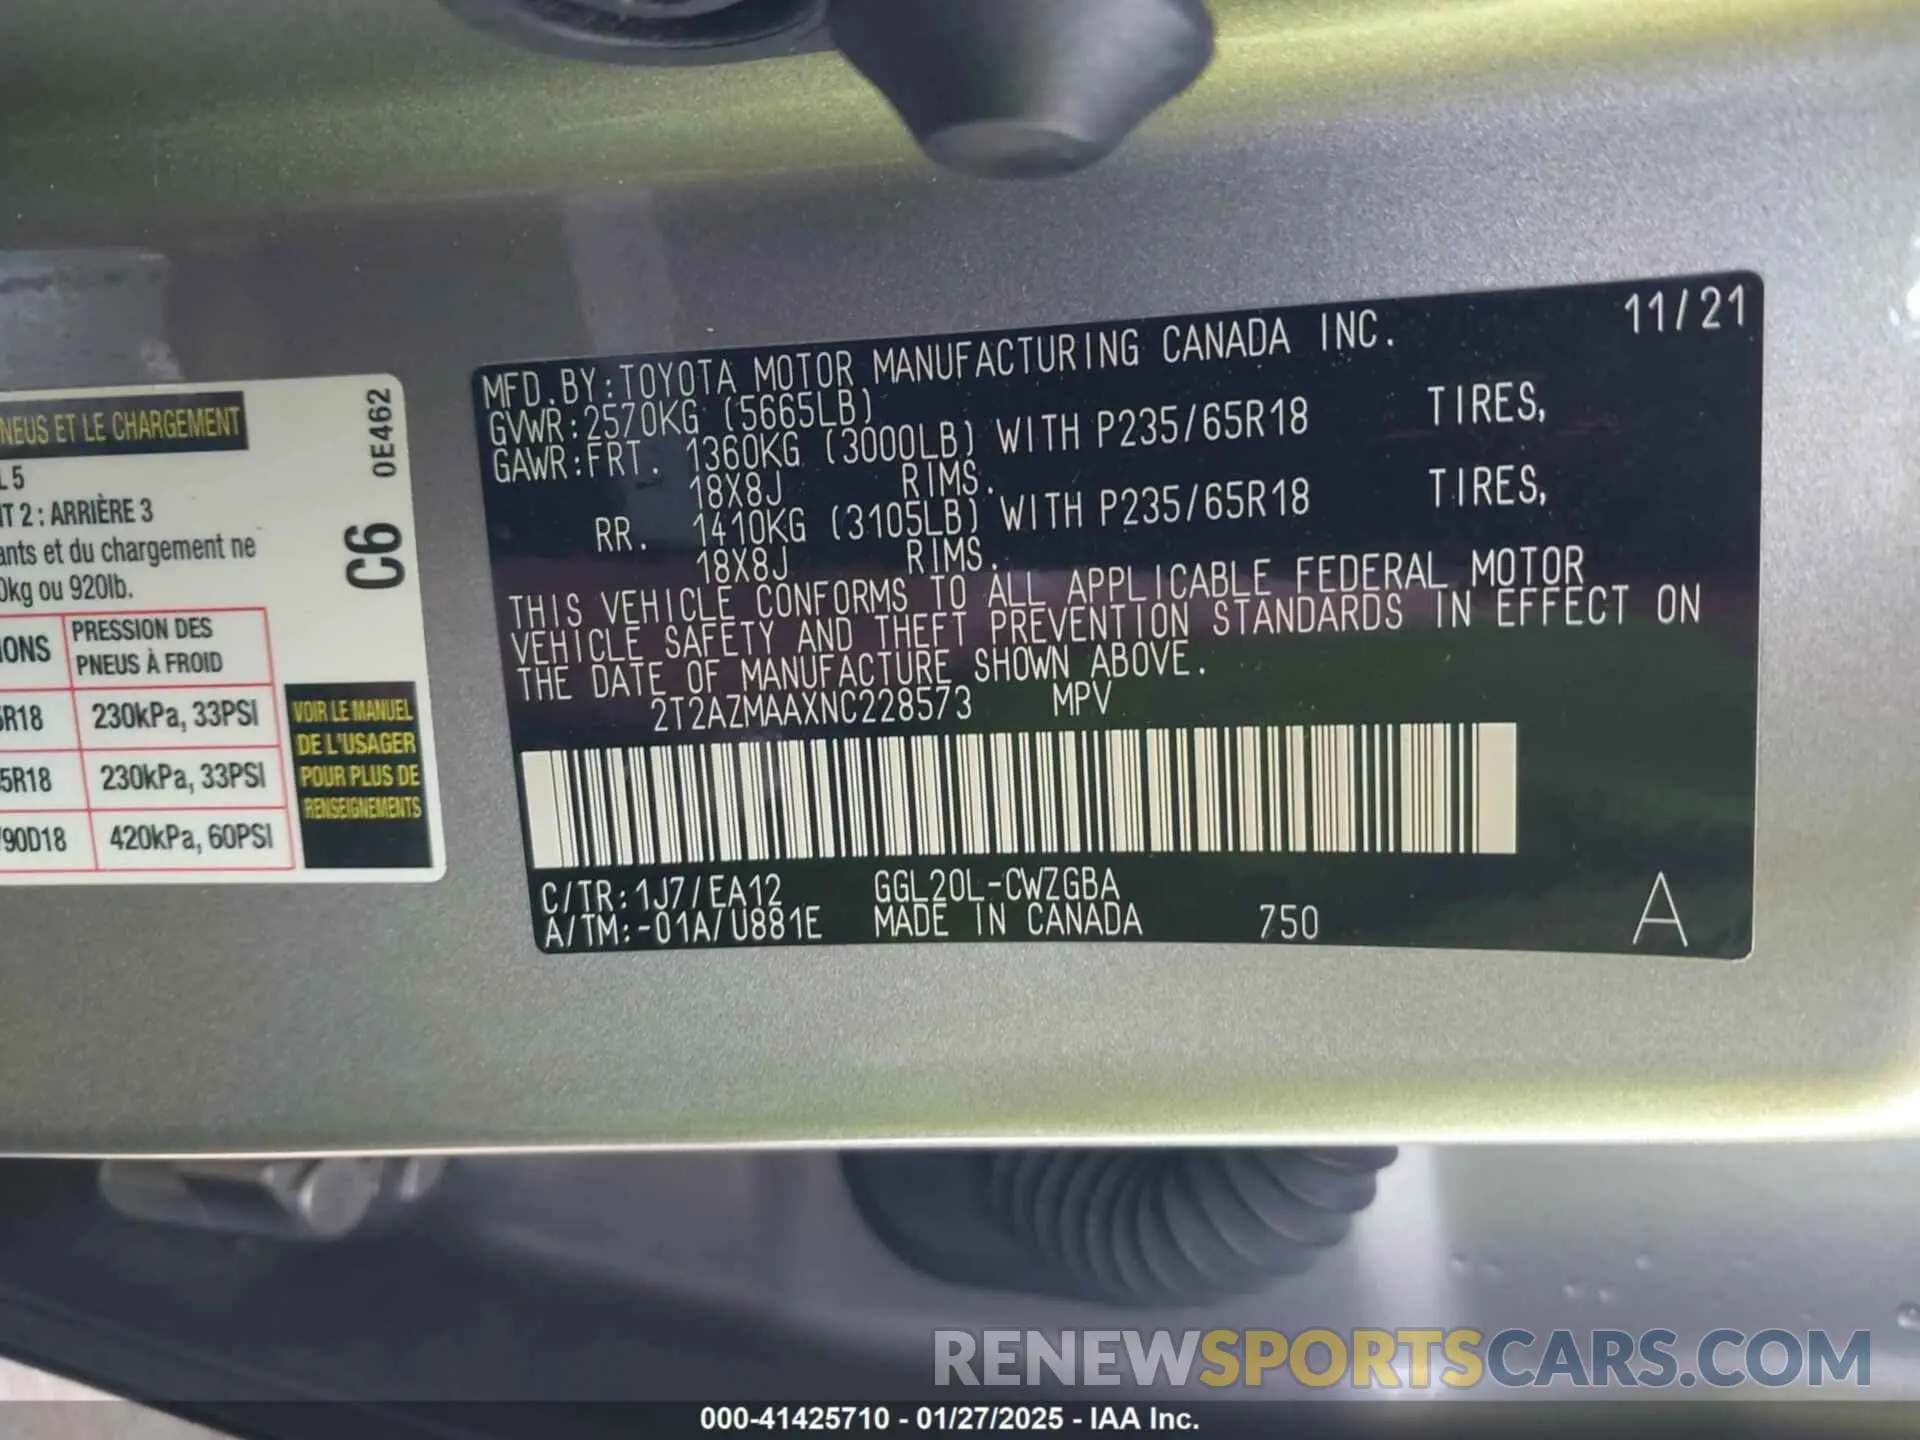 NEUS ET LE CHARGEMENT
L 5
T 2 : ARRIÈRE 3
ants et du chargement ne
0kg ou 920lb.
0E462
C6
IONS
PRESSION DES
PNEUS À FROID
5R18
230kPa, 33PSI
5R18
230kPa, 33PSI
/90D18
420kPa, 60PSI
VOIR LE MANUEL
DE L'USAGER
POUR PLUS DE
RENSEIGNEMENTS
11/21
MFD.BY:TOYOTA MOTOR MANUFACTURING CANADA INC.
GVWR:2570KG (5665LB)
GAWR:FRT. 1360KG (3000LB) WITH P235/65R18 TIRES,
18X8J RIMS.
RR. 1410KG (3105LB) WITH P235/65R18 TIRES,
18X8J RIMS.
THIS VEHICLE CONFORMS TO ALL APPLICABLE FEDERAL MOTOR
VEHICLE SAFETY AND THEFT PREVENTION STANDARDS IN EFFECT ON
THE DATE OF MANUFACTURE SHOWN ABOVE.
2T2AZMAAXNC228573 MPV
C/TR:1J7/EA12 GGL20L-CWZGBA
A/TM:-01A/U881E MADE IN CANADA 750 A
RENEWSPORTSCARS.COM
000-41425710 - 01/27/2025 - IAA Inc.